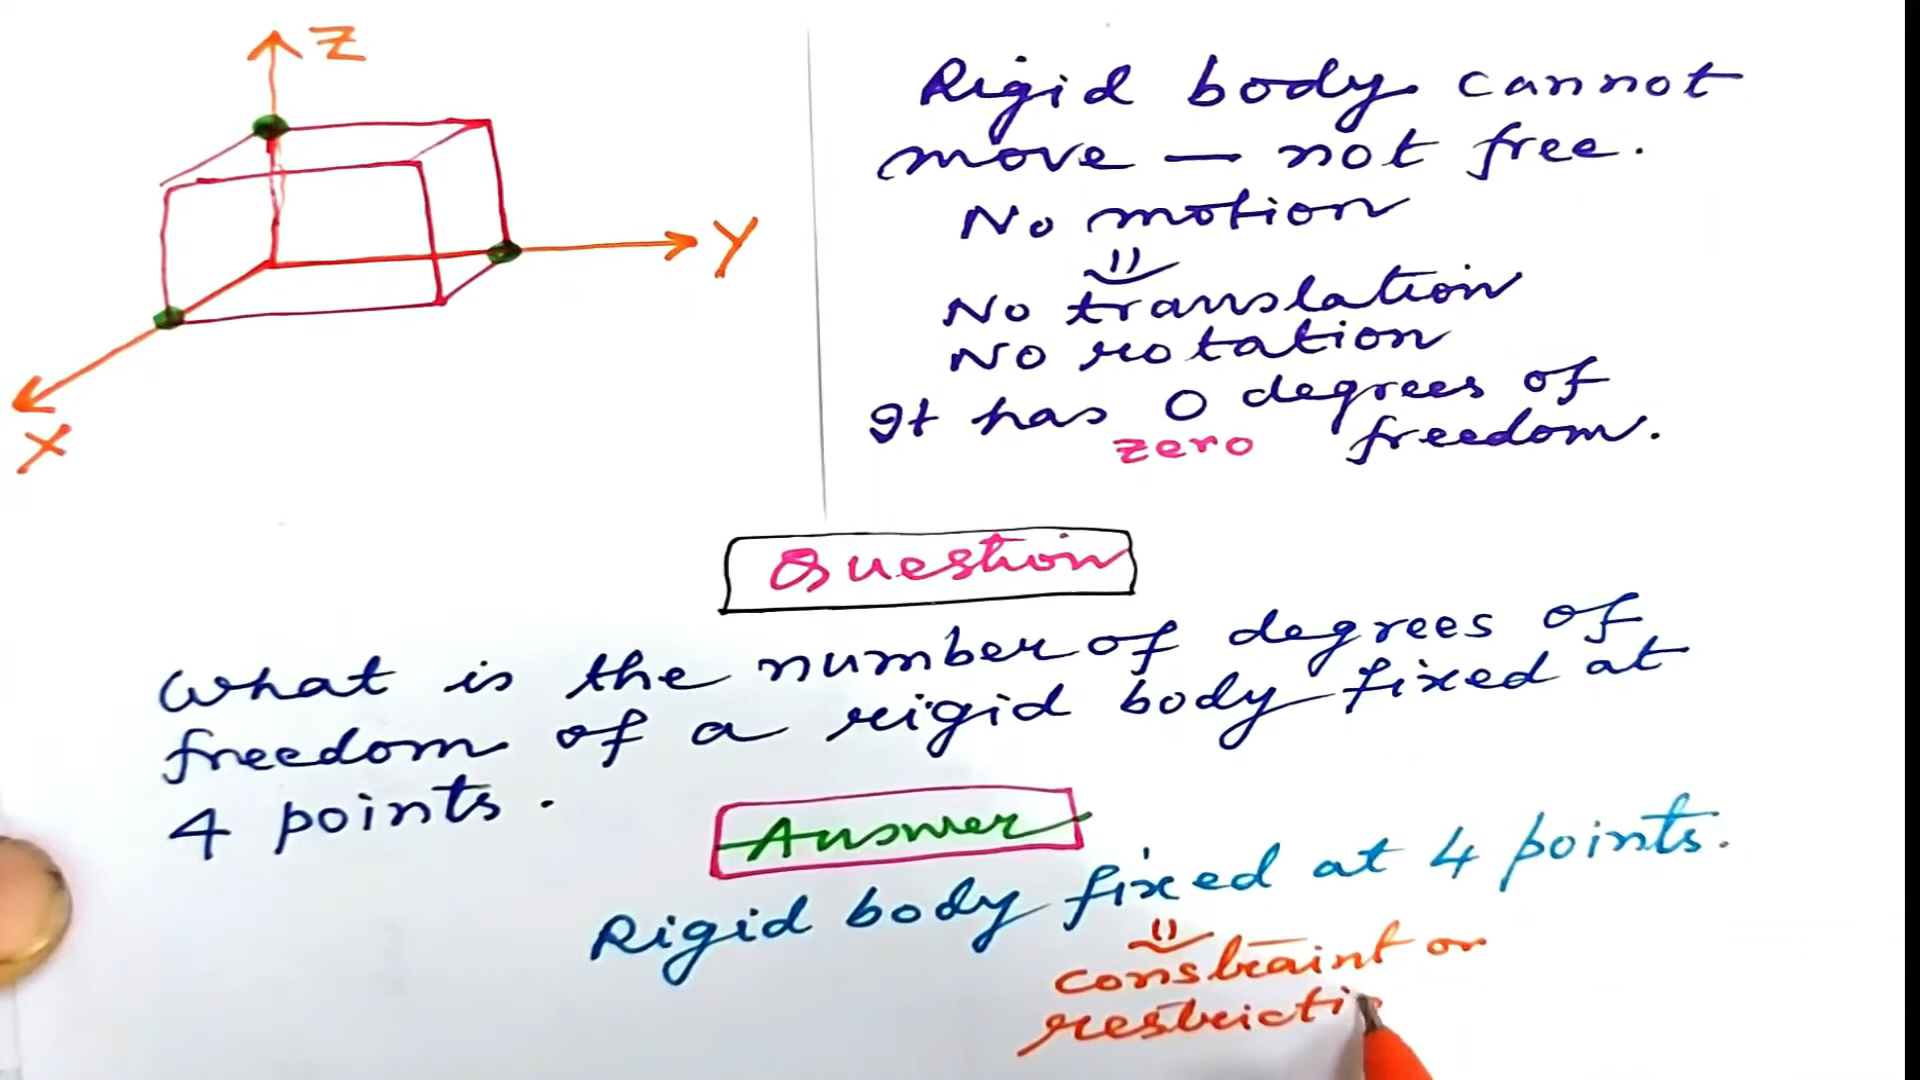 Z
Y
X
Rigid body cannot
move — not free.
No motion
No translation
No rotation
It has 0 degrees of
zero freedom.
Question
What is the number of degrees of
freedom of a rigid body fixed at
4 points.
Answer
Rigid body fixed at 4 points.
constraint or
restricti